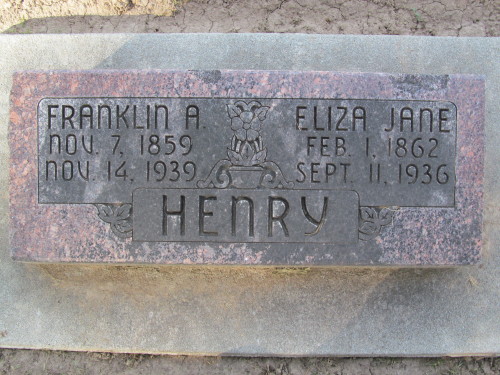 FRANKLIN A.
NOV. 7, 1859
NOV. 14, 1939
ELIZA JANE
FEB. 1, 1862
SEPT. 11, 1936
HENRY